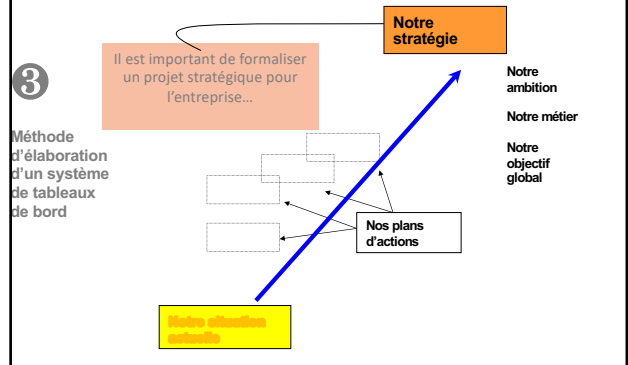 Notre
stratégie
Il est important de formaliser
un projet stratégique pour
l'entreprise…
3
Méthode
d'élaboration
d'un système
de tableaux
de bord
Notre
ambition
Notre métier
Notre
objectif
global
Nos plans
d'actions
Notre situation
actuelle